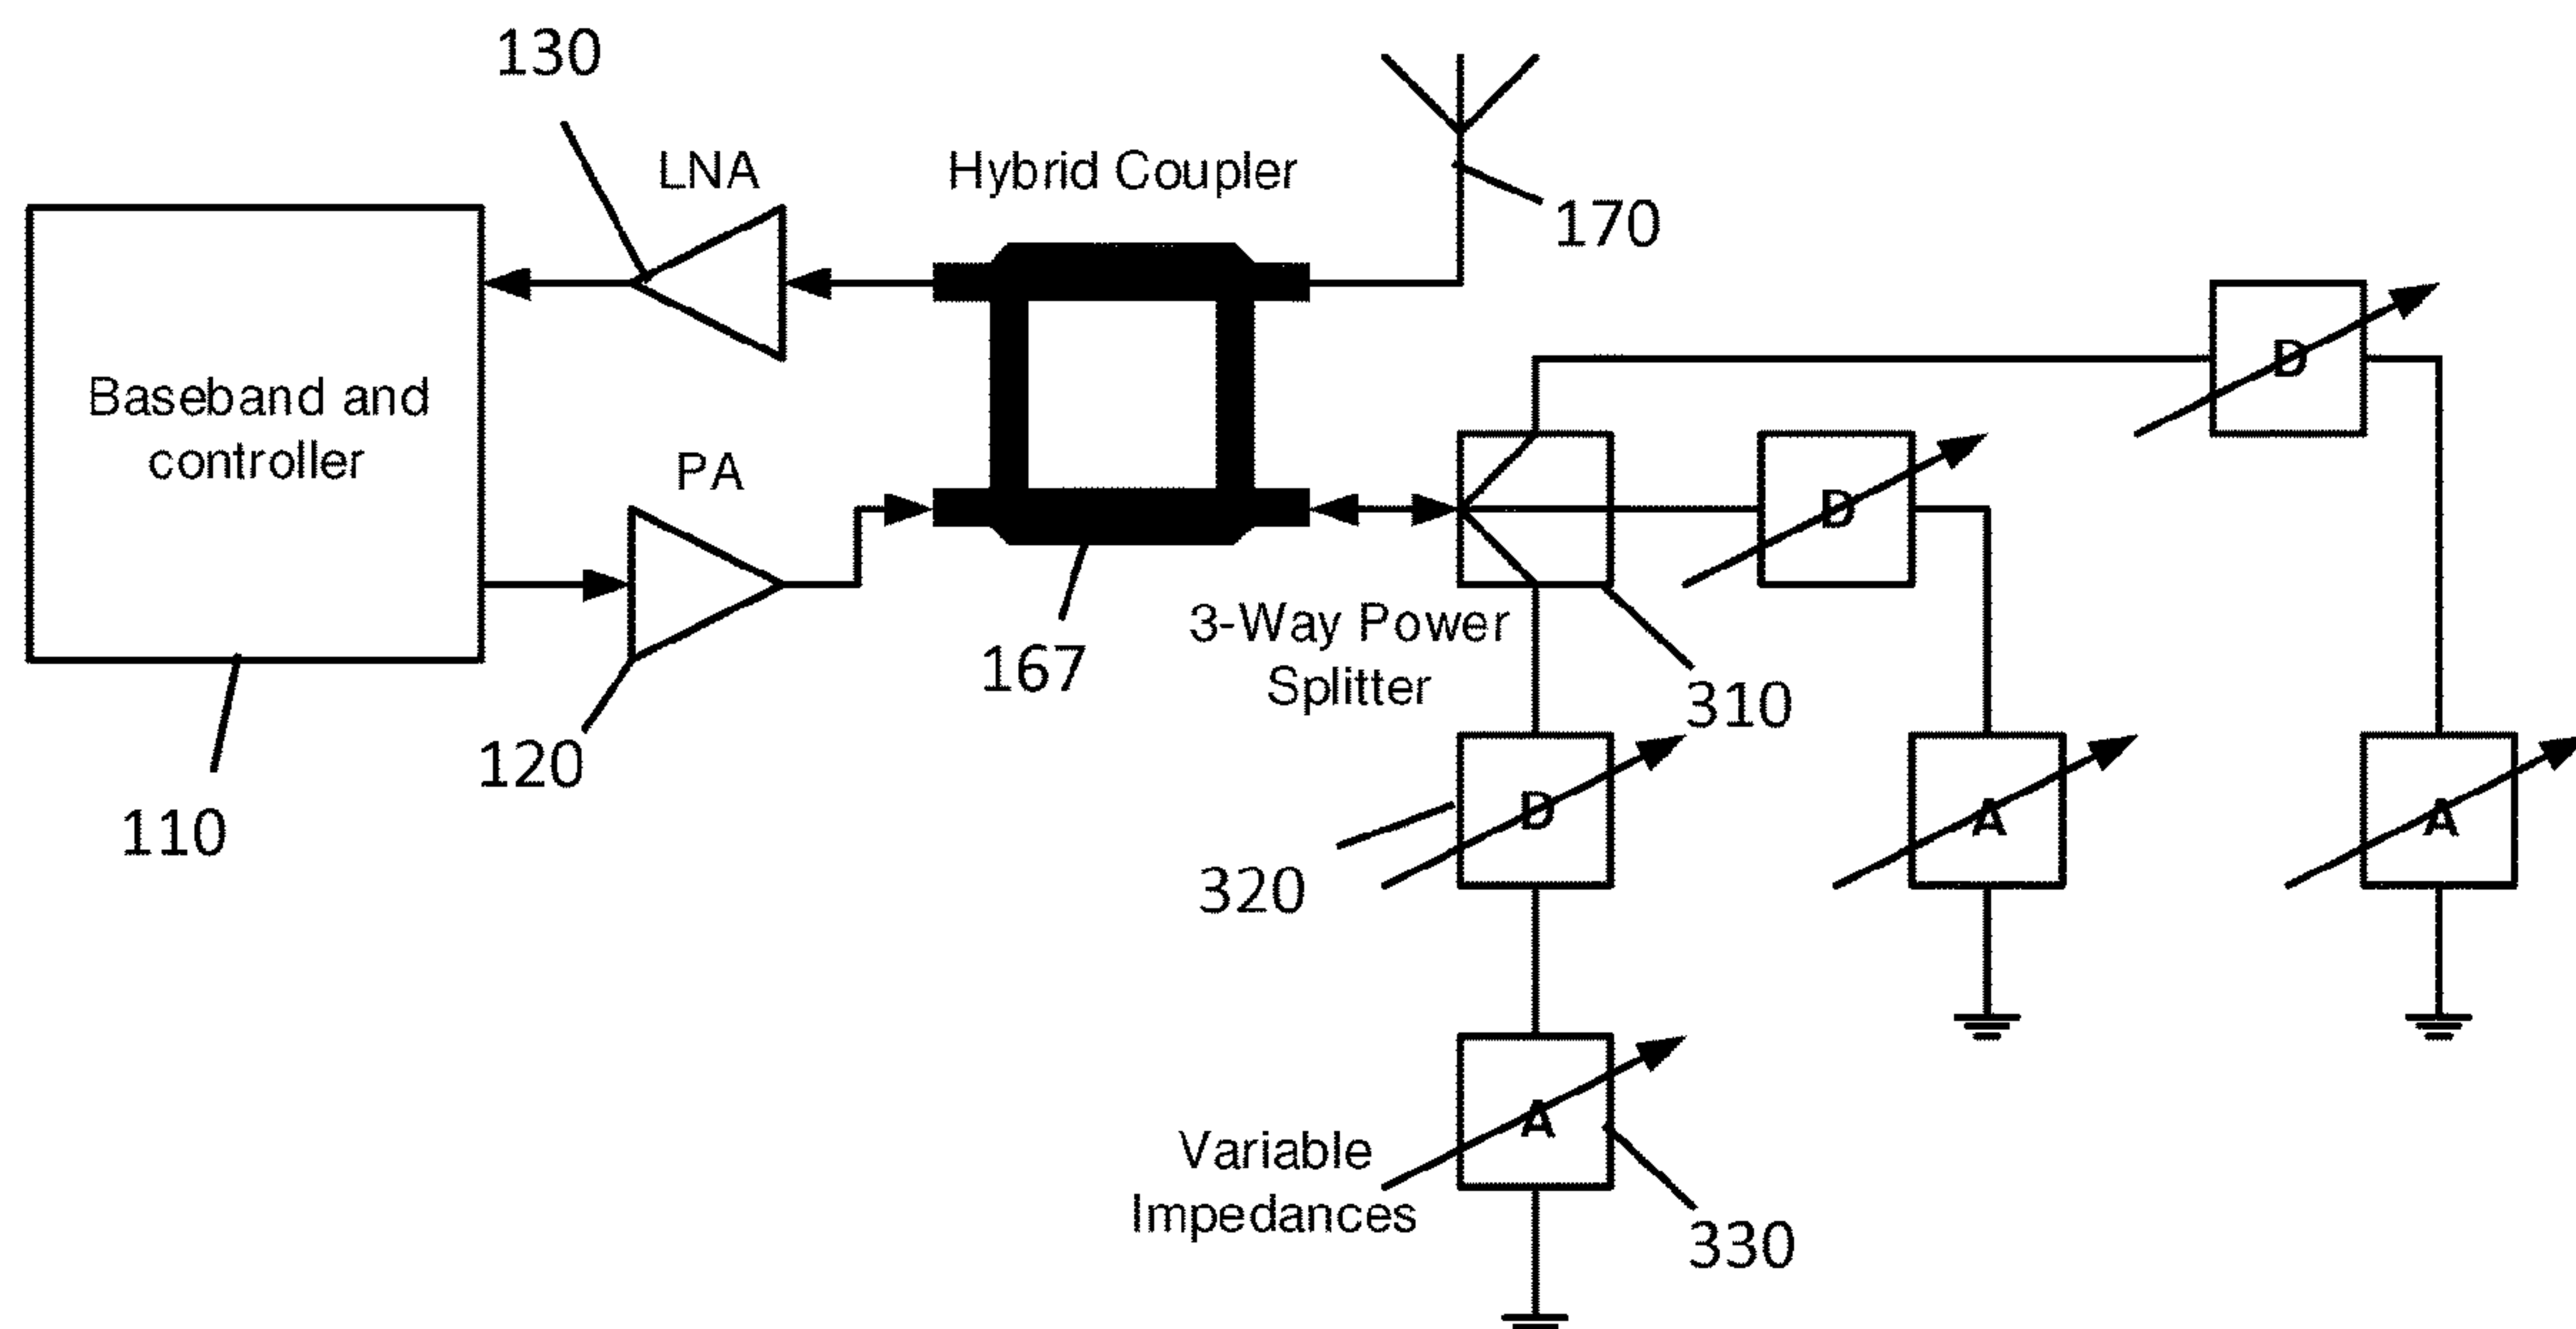 130
LNA
Hybrid Coupler
170
Baseband and
controller
PA
D
D
167
3-Way Power
Splitter
310
120
110
320
D
A
A
Variable
Impedances
A
330